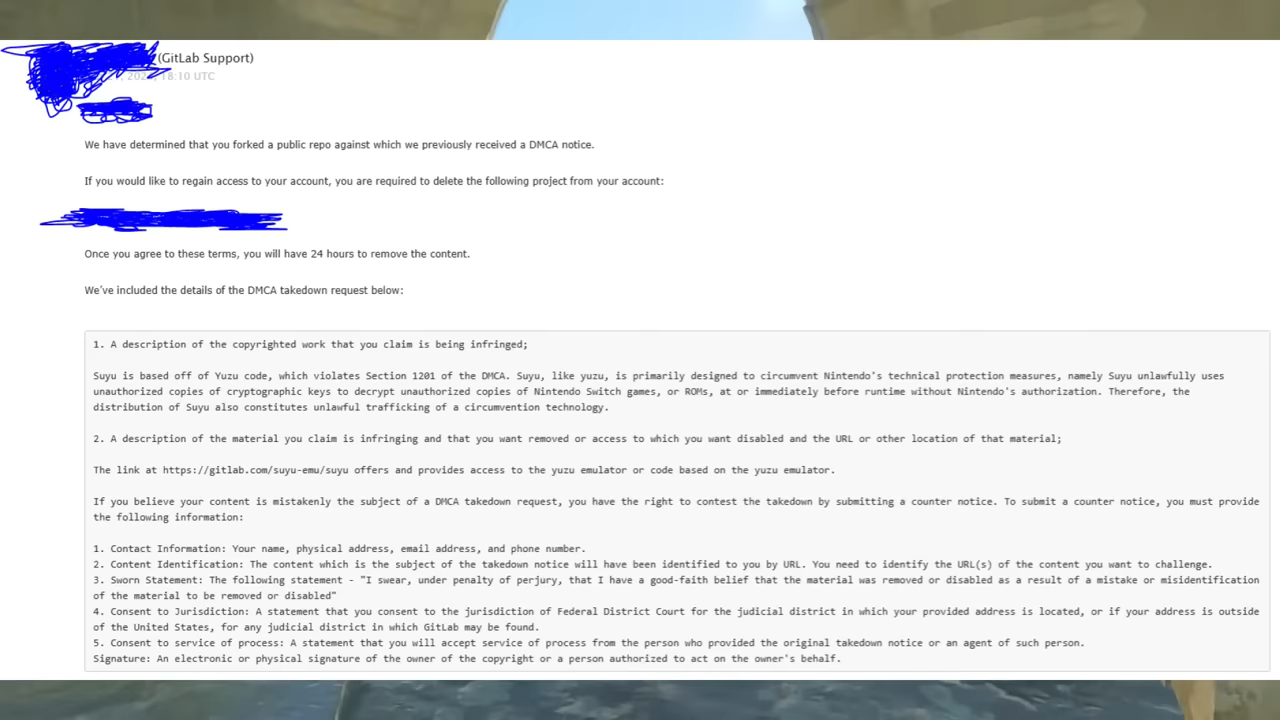 (GitLab Support)
18:10 UTC
We have determined that you forked a public repo against which we previously received a DMCA notice.
If you would like to regain access to your account, you are required to delete the following project from your account:
Once you agree to these terms, you will have 24 hours to remove the content.
We've included the details of the DMCA takedown request below:
1. A description of the copyrighted work that you claim is being infringed;
Suyu is based off of Yuzu code, which violates Section 1201 of the DMCA. Suyu, like yuzu, is primarily designed to circumvent Nintendo's technical protection measures, namely Suyu unlawfully uses
unauthorized copies of cryptographic keys to decrypt unauthorized copies of Nintendo Switch games, or ROMs, at or immediately before runtime without Nintendo's authorization. Therefore, the
distribution of Suyu also constitutes unlawful trafficking of a circumvention technology.
2. A description of the material you claim is infringing and that you want removed or access to which you want disabled and the URL or other location of that material;
The link at https://gitlab.com/suyu-emu/suyu offers and provides access to the yuzu emulator or code based on the yuzu emulator.
If you believe your content is mistakenly the subject of a DMCA takedown request, you have the right to contest the takedown by submitting a counter notice. To submit a counter notice, you must provide
the following information:
1. Contact Information: Your name, physical address, email address, and phone number.
2. Content Identification: The content which is the subject of the takedown notice will have been identified to you by URL. You need to identify the URL(s) of the content you want to challenge.
3. Sworn Statement: The following statement - "I swear, under penalty of perjury, that I have a good-faith belief that the material was removed or disabled as a result of a mistake or misidentification
of the material to be removed or disabled"
4. Consent to Jurisdiction: A statement that you consent to the jurisdiction of Federal District Court for the judicial district in which your provided address is located, or if your address is outside
of the United States, for any judicial district in which GitLab may be found.
5. Consent to service of process: A statement that you will accept service of process from the person who provided the original takedown notice or an agent of such person.
Signature: An electronic or physical signature of the owner of the copyright or a person authorized to act on the owner's behalf.